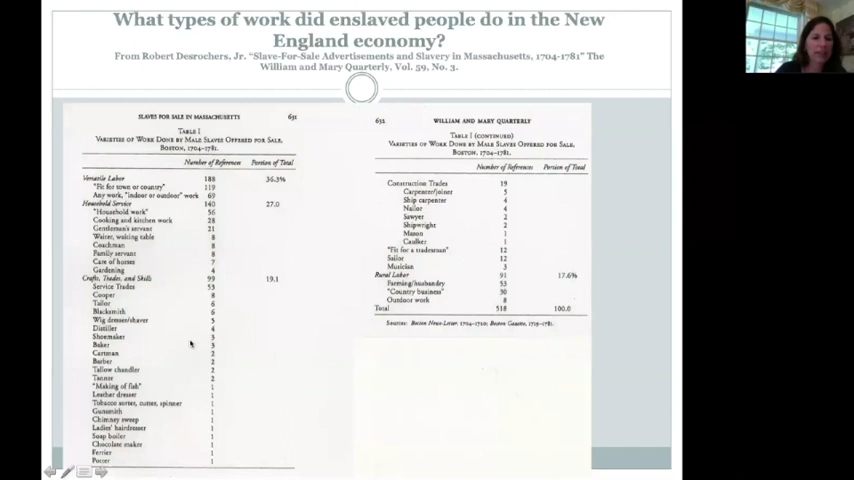 What types of work did enslaved people do in the New
England economy?
From Robert Desrochers, Jr. “Slave-For-Sale Advertisements and Slavery in Massachusetts, 1704-1781” The
William and Mary Quarterly, Vol. 59, No. 3.
SLAVES FOR SALE IN MASSACHUSETTS 631
TABLE I
VARIETIES OF WORK DONE BY MALE SLAVES OFFERED FOR SALE,
BOSTON, 1704–1781.
Number of References Portion of Total
Versatile Labor 188 36.3%
"Fit for town or country" 119
Any work, "indoor or outdoor" work 69
Household Service 140 27.0
"Household work" 56
Cooking and kitchen work 28
Gentleman's servant 21
Waiter, waiting table 8
Coachman 8
Family servant 8
Care of horses 7
Gardening 4
Crafts, Trades, and Skills 99 19.1
Service Trades 53
Cooper 8
Tailor 6
Blacksmith 6
Wig dresser/shaver 5
Distiller 4
Shoemaker 3
Baker 3
Cartman 2
Barber 2
Tallow chandler 2
Tanner 2
"Making of fish" 1
Leather dresser 1
Tobacco sorter, cutter, spinner 1
Gunsmith 1
Chimney sweep 1
Ladies' hairdresser 1
Soap boiler 1
Chocolate maker 1
Ferrier 1
Potter 1
632 WILLIAM AND MARY QUARTERLY
TABLE I (CONTINUED)
VARIETIES OF WORK DONE BY MALE SLAVES OFFERED FOR SALE,
BOSTON, 1704–1781.
Number of References Portion of Total
Construction Trades 19
Carpenter/joiner 5
Ship carpenter 4
Nailor 4
Sawyer 2
Shipwright 2
Mason 1
Caulker 1
"Fit for a tradesman" 12
Sailor 12
Musician 3
Rural Labor 91 17.6%
Farming/husbandry 53
"Country business" 30
Outdoor work 8
Total 518 100.0
Sources: Boston News-Letter, 1704–1720; Boston Gazette, 1719–1781.